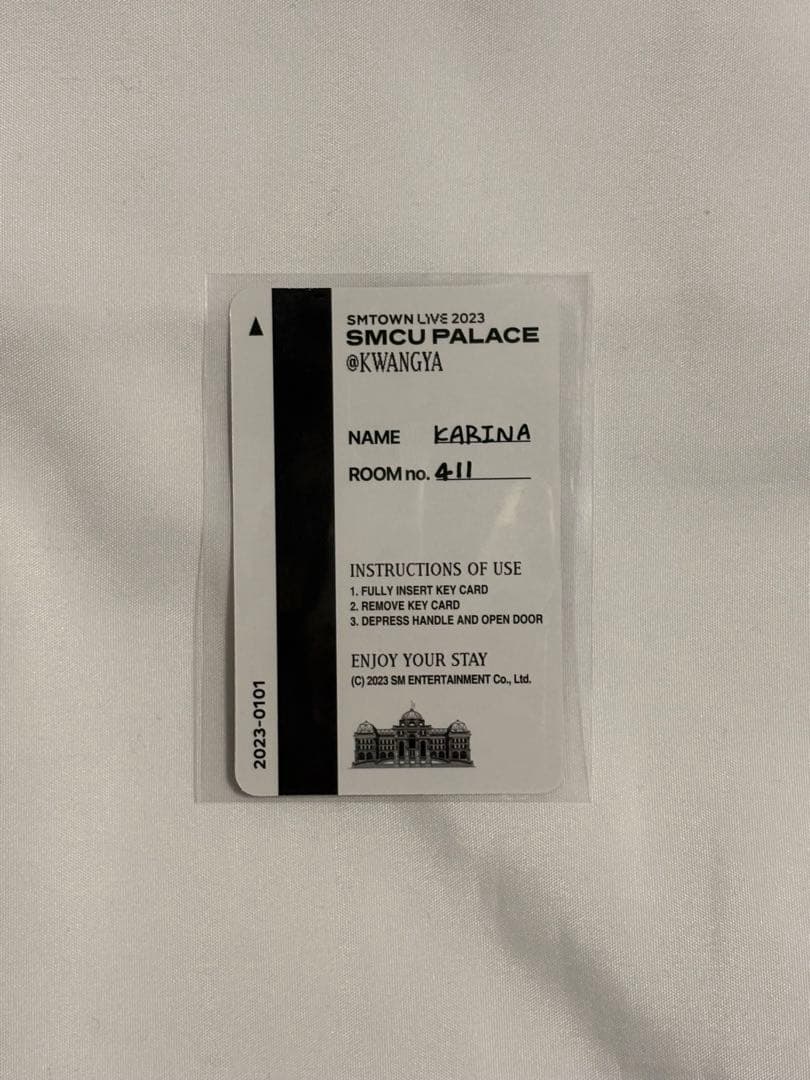 SMTOWN LIVE 2023
SMCU PALACE
@KWANGYA
NAME KARINA
ROOM no. 411
INSTRUCTIONS OF USE
1. FULLY INSERT KEY CARD
2. REMOVE KEY CARD
3. DEPRESS HANDLE AND OPEN DOOR
ENJOY YOUR STAY
(C) 2023 SM ENTERTAINMENT Co., Ltd.
2023-0101